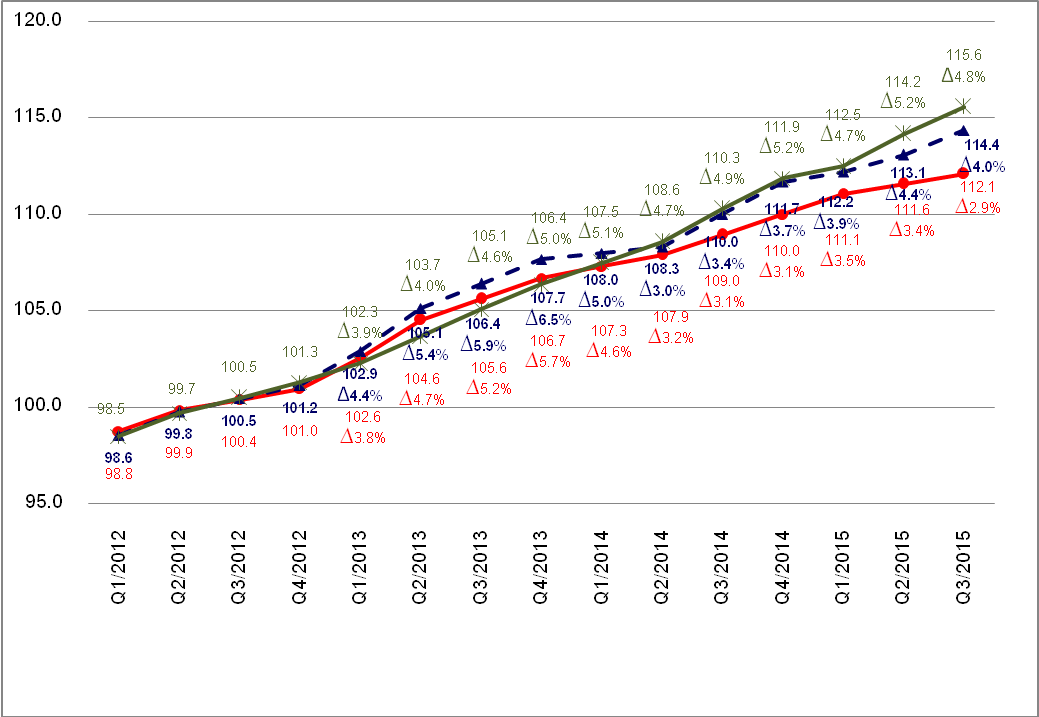 120.0
115.0
110.0
105.0
100.0
95.0
98.5
99.7
100.5
101.3
102.3
Δ3.9%
103.7
Δ4.0%
105.1
Δ4.6%
106.4
Δ5.0%
107.5
Δ5.1%
108.6
Δ4.7%
110.3
Δ4.9%
111.9
Δ5.2%
112.5
Δ4.7%
114.2
Δ5.2%
115.6
Δ4.8%
98.6
99.8
100.5
101.2
102.9
Δ4.4%
105.1
Δ5.4%
106.4
Δ5.9%
107.7
Δ6.5%
108.0
Δ5.0%
108.3
Δ3.0%
110.0
Δ3.4%
111.7
Δ3.7%
112.2
Δ3.9%
113.1
Δ4.4%
114.4
Δ4.0%
98.8
99.9
100.4
101.0
102.6
Δ3.8%
104.6
Δ4.7%
105.6
Δ5.2%
106.7
Δ5.7%
107.3
Δ4.6%
107.9
Δ3.2%
109.0
Δ3.1%
110.0
Δ3.1%
111.1
Δ3.5%
111.6
Δ3.4%
112.1
Δ2.9%
Q1/2012
Q2/2012
Q3/2012
Q4/2012
Q1/2013
Q2/2013
Q3/2013
Q4/2013
Q1/2014
Q2/2014
Q3/2014
Q4/2014
Q1/2015
Q2/2015
Q3/2015